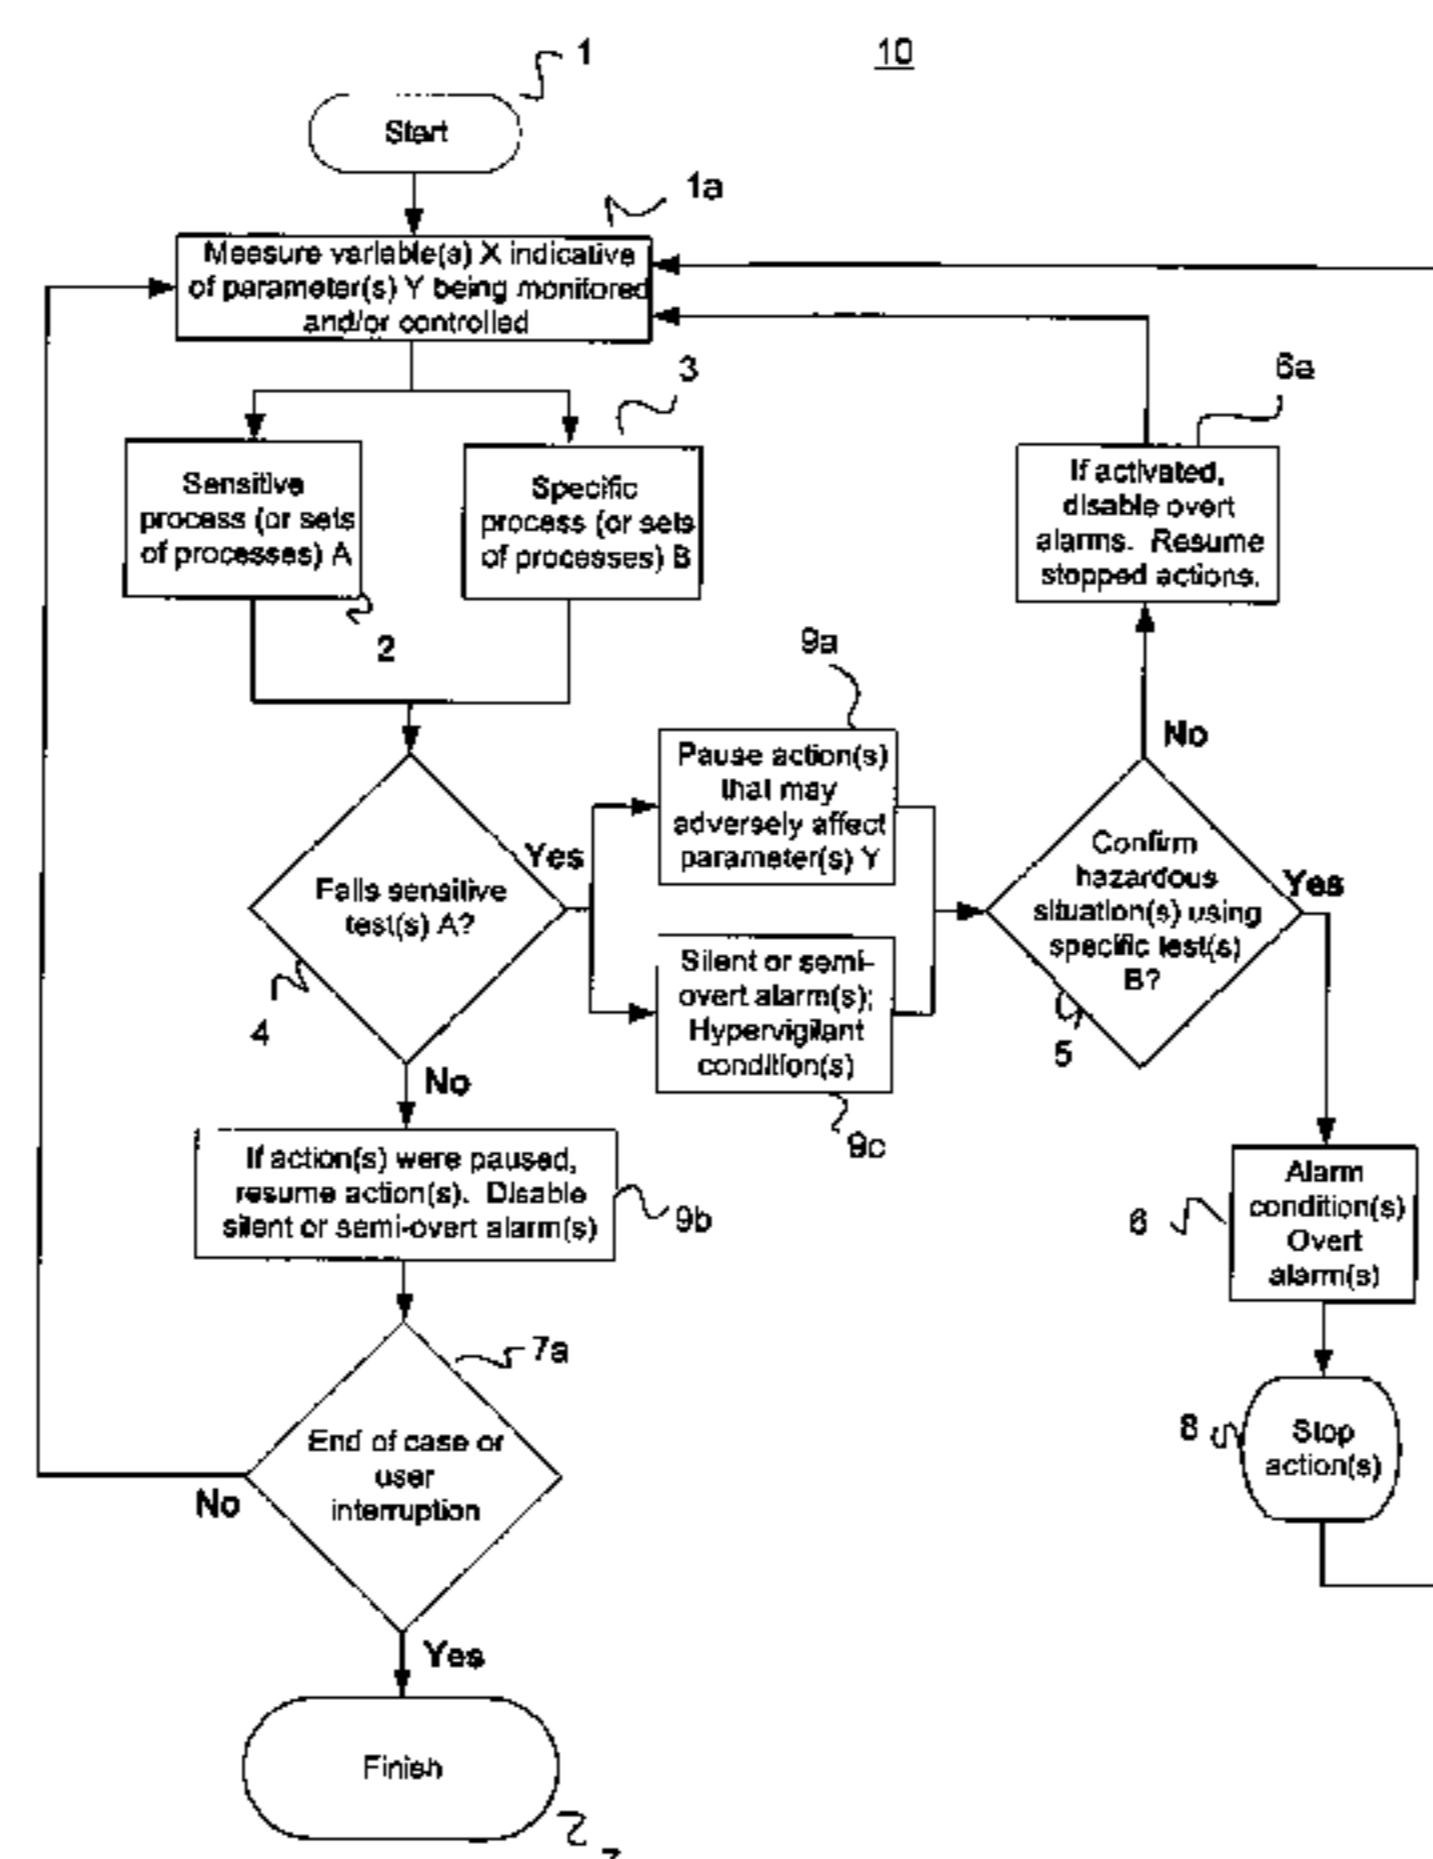 1
10
Start
1a
Measure variable(s) X indicative
of parameter(s) Y being monitored
and/or controlled
3
6a
Sensitive
process (or sets
of processes) A
Specific
process (or sets
of processes) B
If activated,
disable overt
alarms. Resume
stopped actions.
2
9a
No
Pause action(s)
that may
adversely affect
parameter(s) Y
Yes
Fails sensitive
test(s) A?
Confirm
hazardous
situation(s) using
specific test(s)
B?
Yes
Silent or semi-
overt alarm(s);
Hypervigilant
condition(s)
4
5
No
9c
If action(s) were paused,
resume action(s). Disable
silent or semi-overt alarm(s)
9b
Alarm
condition(s)
Overt
alarm(s)
6
7a
End of case or
user
interruption
No
8
Stop
action(s)
Yes
Finish